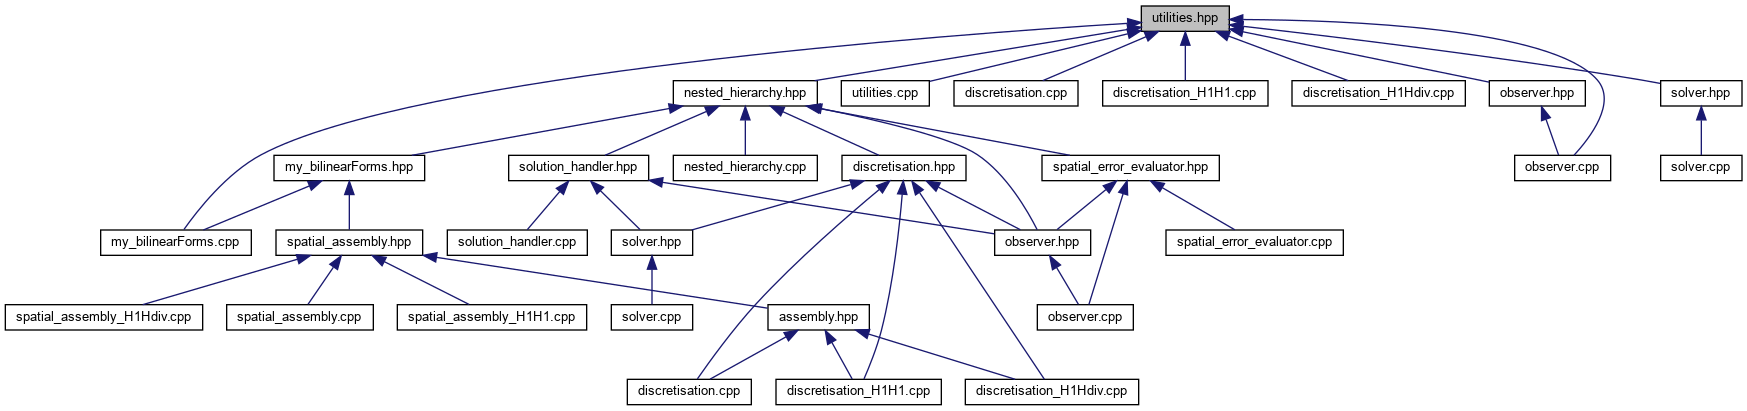 utilities.hpp
nested_hierarchy.hpp
utilities.cpp
discretisation.cpp
discretisation_H1H1.cpp
discretisation_H1Hdiv.cpp
observer.hpp
solver.hpp
my_bilinearForms.hpp
solution_handler.hpp
nested_hierarchy.cpp
discretisation.hpp
spatial_error_evaluator.hpp
observer.cpp
solver.cpp
my_bilinearForms.cpp
spatial_assembly.hpp
solution_handler.cpp
solver.hpp
observer.hpp
spatial_error_evaluator.cpp
spatial_assembly_H1Hdiv.cpp
spatial_assembly.cpp
spatial_assembly_H1H1.cpp
solver.cpp
assembly.hpp
observer.cpp
discretisation.cpp
discretisation_H1H1.cpp
discretisation_H1Hdiv.cpp